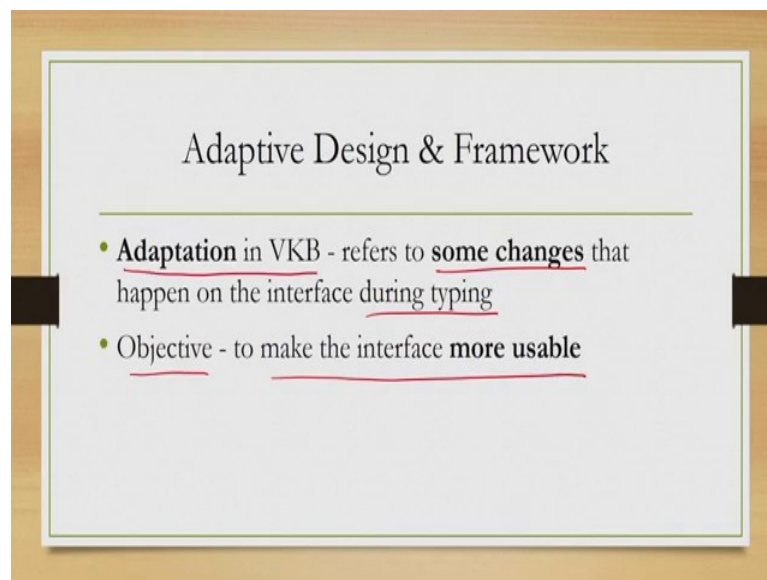 Adaptive Design & Framework
• Adaptation in VKB - refers to some changes that
happen on the interface during typing
• Objective - to make the interface more usable